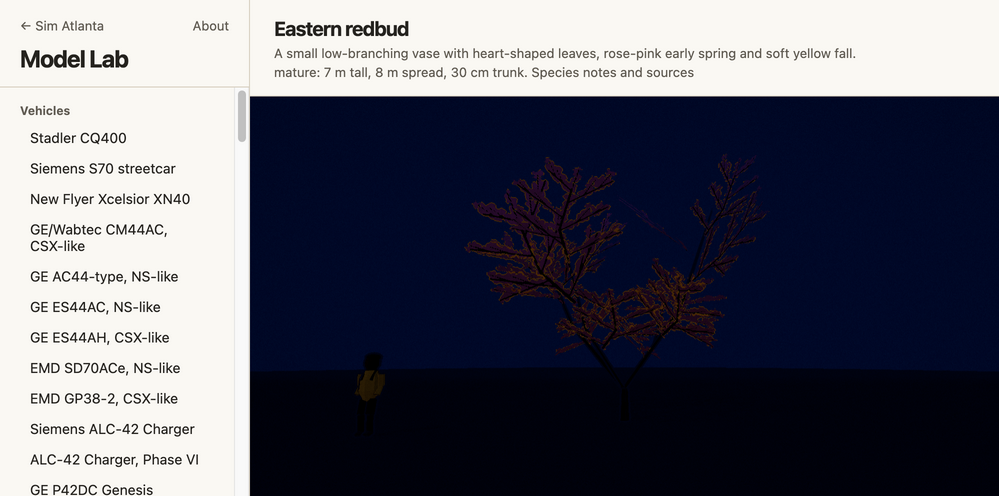 ← Sim Atlanta
About
Model Lab
Vehicles
Stadler CQ400
Siemens S70 streetcar
New Flyer Xcelsior XN40
GE/Wabtec CM44AC,
CSX-like
GE AC44-type, NS-like
GE ES44AC, NS-like
GE ES44AH, CSX-like
EMD SD70ACe, NS-like
EMD GP38-2, CSX-like
Siemens ALC-42 Charger
ALC-42 Charger, Phase VI
GE P42DC Genesis
Eastern redbud
A small low-branching vase with heart-shaped leaves, rose-pink early spring and soft yellow fall.
mature: 7 m tall, 8 m spread, 30 cm trunk. Species notes and sources